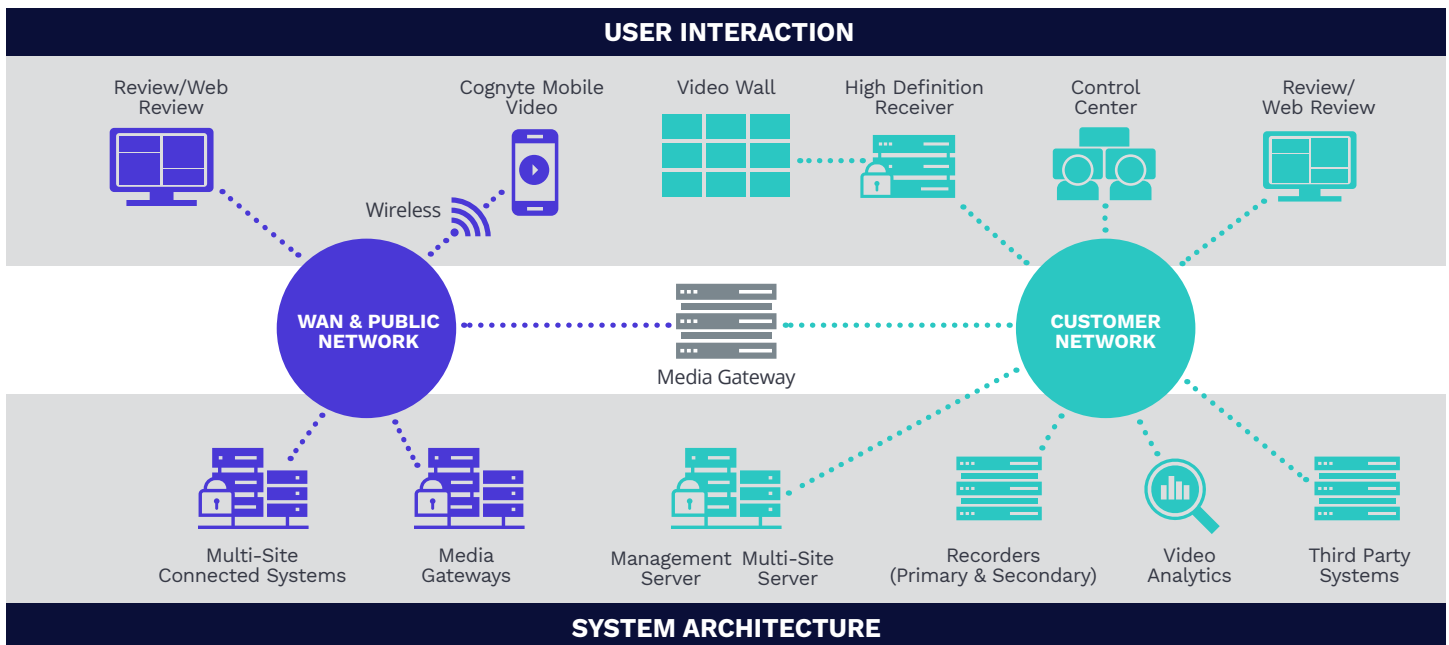 USER INTERACTION
Review/Web
Review
Cognyte Mobile
Video
Video Wall
High Definition
Receiver
Control
Center
Review/
Web Review
Wireless
WAN & PUBLIC
NETWORK
Media Gateway
CUSTOMER
NETWORK
Multi-Site
Connected Systems
Media
Gateways
Management
Server
Multi-Site
Server
Recorders
(Primary & Secondary)
Video
Analytics
Third Party
Systems
SYSTEM ARCHITECTURE